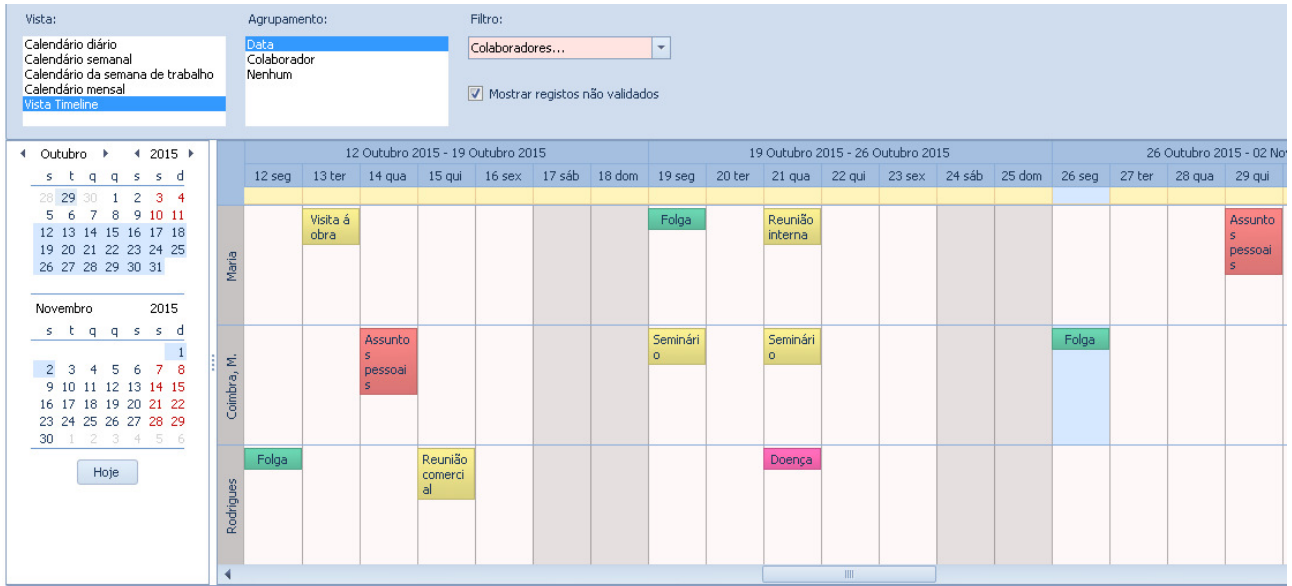 Vista:
Agrupamento:
Filtro:
Calendário diário
Calendário semanal
Calendário da semana de trabalho
Calendário mensal
Vista Timeline
Data
Colaborador
Nenhum
Colaboradores...
Mostrar registos não validados
Outubro 2015
s t q q s s d
28 29 30 1 2 3 4
5 6 7 8 9 10 11
12 13 14 15 16 17 18
19 20 21 22 23 24 25
26 27 28 29 30 31
Novembro 2015
s t q q s s d
1
2 3 4 5 6 7 8
9 10 11 12 13 14 15
16 17 18 19 20 21 22
23 24 25 26 27 28 29
30 1 2 3 4 5 6
Hoje
12 Outubro 2015 - 19 Outubro 2015
19 Outubro 2015 - 26 Outubro 2015
26 Outubro 2015 - 02 No
12 seg 13 ter 14 qua 15 qui 16 sex 17 sáb 18 dom 19 seg 20 ter 21 qua 22 qui 23 sex 24 sáb 25 dom 26 seg 27 ter 28 qua 29 qui
Maria
Visita á
obra
Folga
Reunião
interna
Assunto
s
pessoai
s
Coimbra, M.
Assunto
s
pessoai
s
Seminári
o
Seminári
o
Folga
Rodrigues
Folga
Reunião
comerci
al
Doença